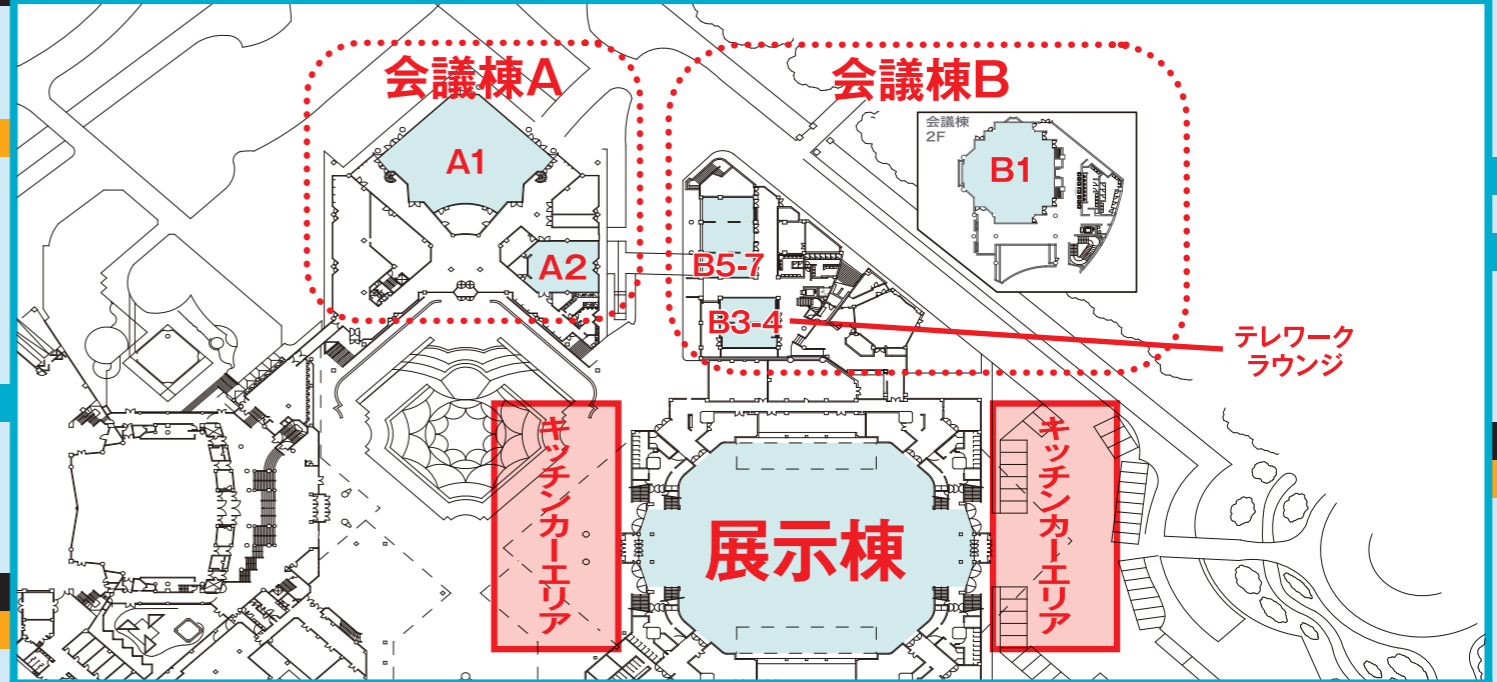 会議棟A
会議棟B
会議棟
2F
A1
B1
A2
B5-7
B3-4
テレワーク
ラウンジ
キッチンカーエリア
展示棟
キッチンカーエリア